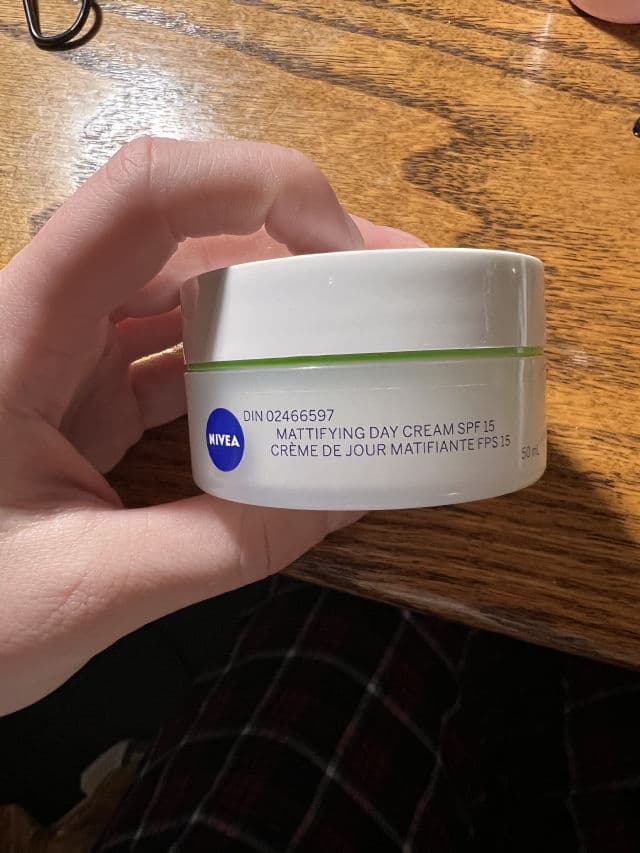 NIVEA
DIN 02466597
MATTIFYING DAY CREAM SPF 15
CRÈME DE JOUR MATIFIANTE FPS 15
50 mL